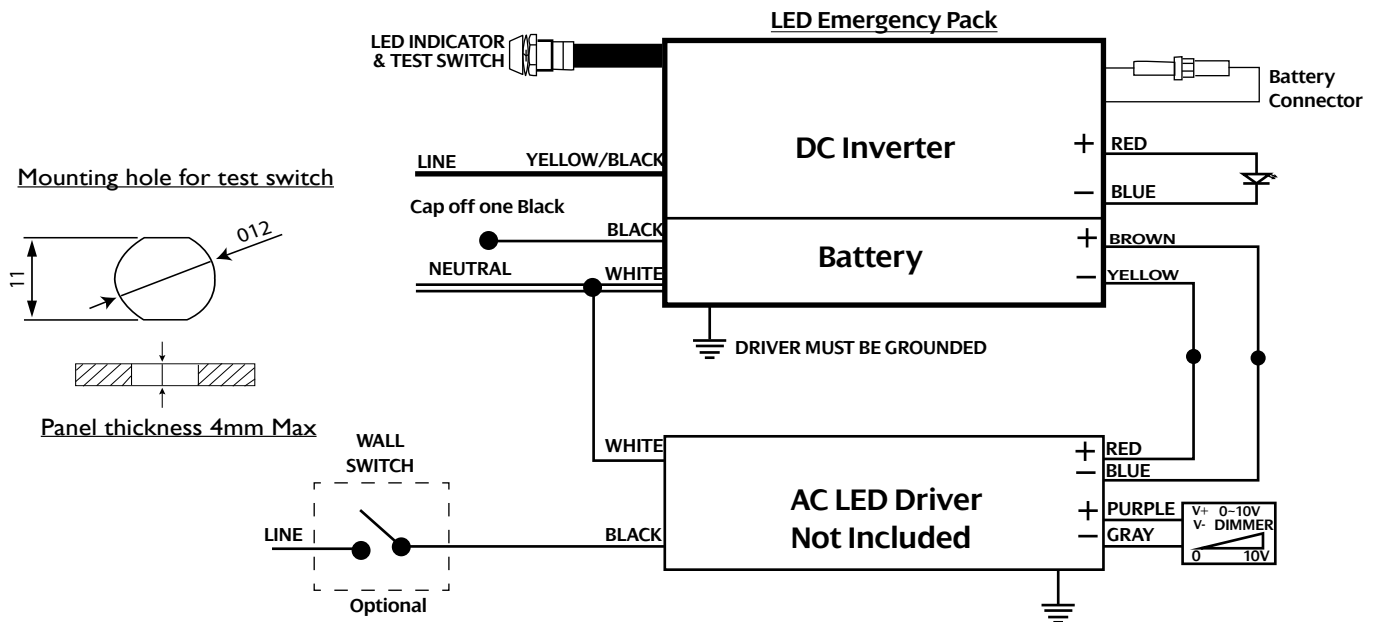 LED Emergency Pack
LED INDICATOR
& TEST SWITCH
Battery
Connector
DC Inverter
+
RED
−
BLUE
LINE
YELLOW/BLACK
Mounting hole for test switch
Cap off one Black
BLACK
Battery
+
BROWN
−
YELLOW
012
11
NEUTRAL
WHITE
DRIVER MUST BE GROUNDED
Panel thickness 4mm Max
WALL
SWITCH
WHITE
+
RED
−
BLUE
AC LED Driver
Not Included
+
PURPLE
−
GRAY
V+ 0~10V
V- DIMMER
0 10V
LINE
BLACK
Optional